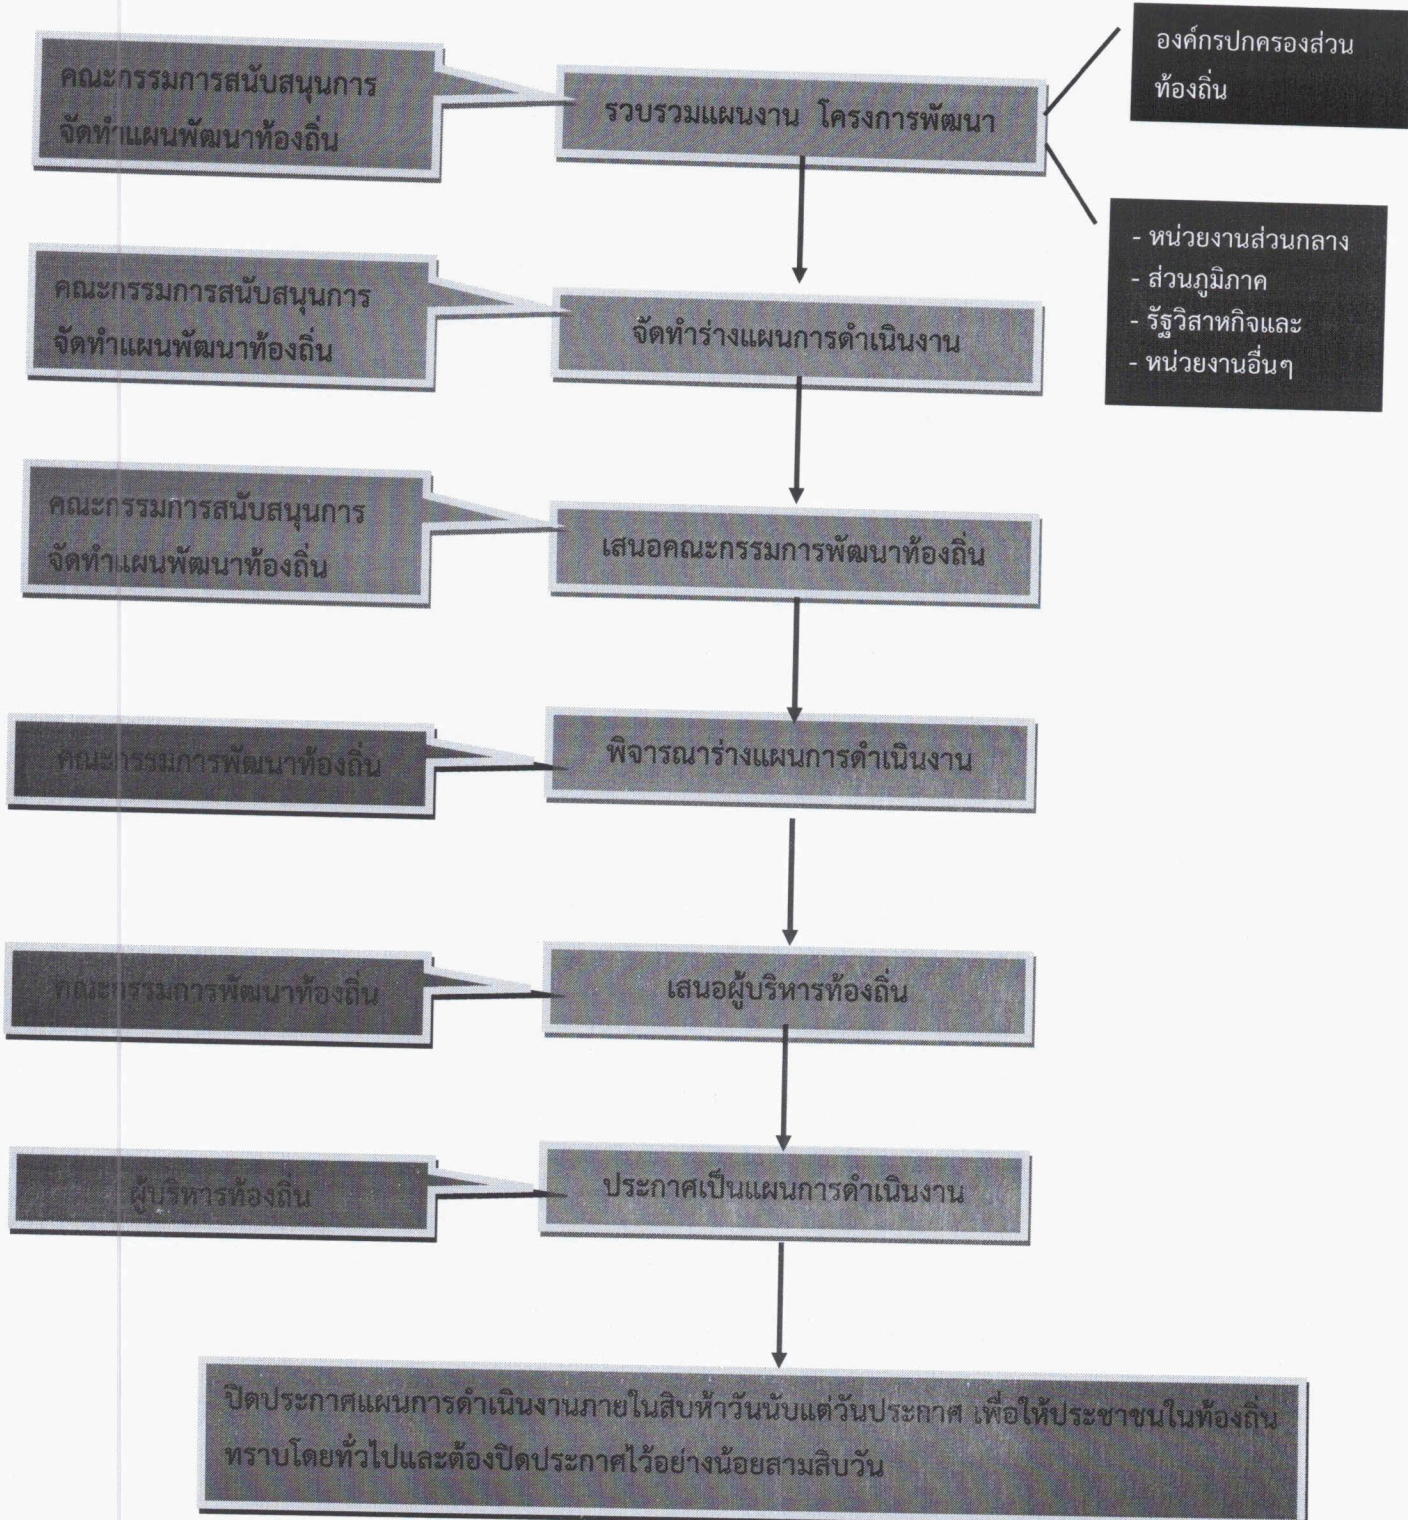 คณะกรรมการสนับสนุนการ
จัดทำแผนพัฒนาท้องถิ่น
รวบรวมแผนงาน โครงการพัฒนา
องค์กรปกครองส่วน
ท้องถิ่น
- หน่วยงานส่วนกลาง
- ส่วนภูมิภาค
- รัฐวิสาหกิจและ
- หน่วยงานอื่นๆ
คณะกรรมการสนับสนุนการ
จัดทำแผนพัฒนาท้องถิ่น
จัดทำร่างแผนการดำเนินงาน
คณะกรรมการสนับสนุนการ
จัดทำแผนพัฒนาท้องถิ่น
เสนอคณะกรรมการพัฒนาท้องถิ่น
คณะกรรมการพัฒนาท้องถิ่น
พิจารณาร่างแผนการดำเนินงาน
คณะกรรมการพัฒนาท้องถิ่น
เสนอผู้บริหารท้องถิ่น
ผู้บริหารท้องถิ่น
ประกาศเป็นแผนการดำเนินงาน
ปิดประกาศแผนการดำเนินงานภายในสิบห้าวันนับแต่วันประกาศ เพื่อให้ประชาชนในท้องถิ่น
ทราบโดยทั่วไปและต้องปิดประกาศไว้อย่างน้อยสามสิบวัน